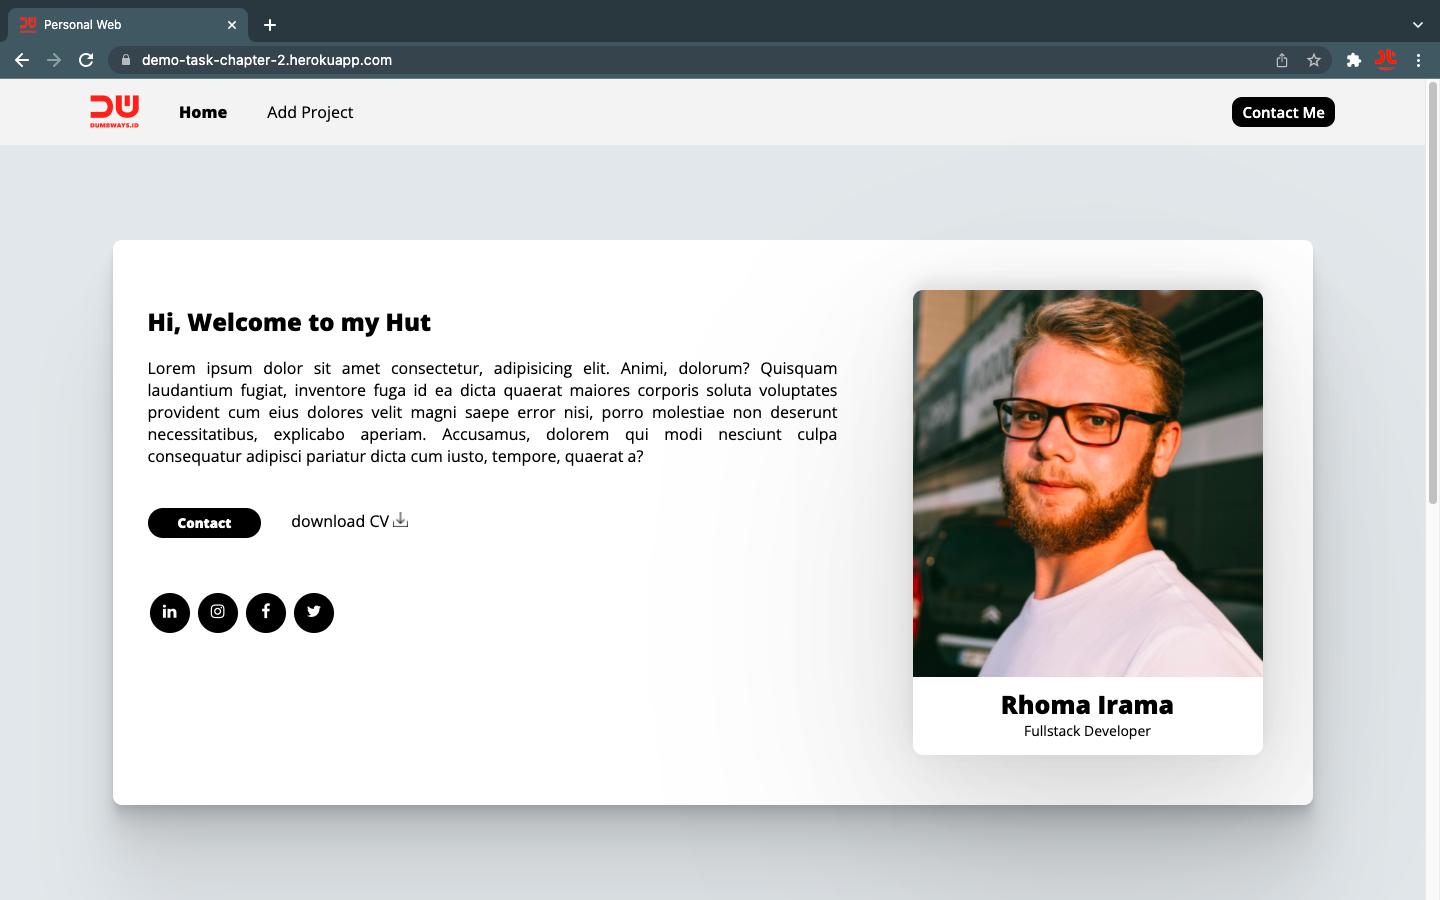 Personal Web
demo-task-chapter-2.herokuapp.com
DW
DUMBWAYS.ID
Home
Add Project
Contact Me
Hi, Welcome to my Hut
Lorem ipsum dolor sit amet consectetur, adipisicing elit. Animi, dolorum? Quisquam
laudantium fugiat, inventore fuga id ea dicta quaerat maiores corporis soluta voluptates
provident cum eius dolores velit magni saepe error nisi, porro molestiae non deserunt
necessitatibus, explicabo aperiam. Accusamus, dolorem qui modi nesciunt culpa
consequatur adipisci pariatur dicta cum iusto, tempore, quaerat a?
Contact
download CV
in
f
Rhoma Irama
Fullstack Developer